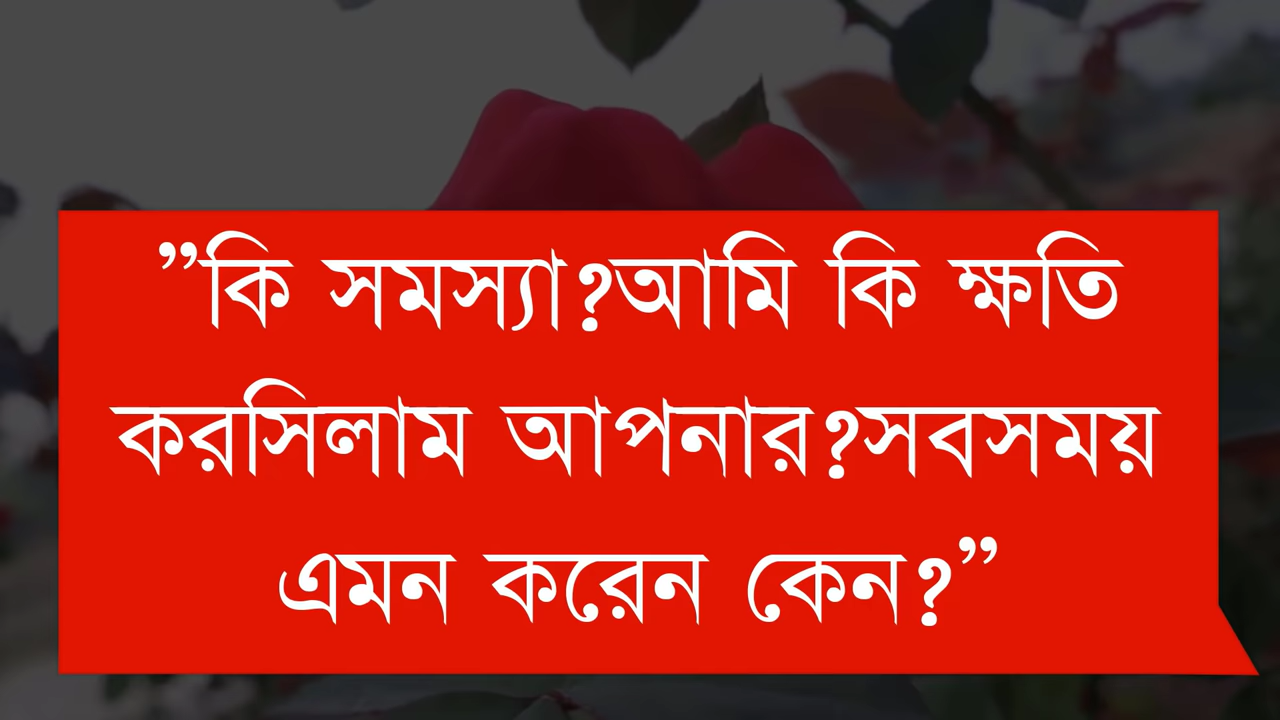 ”কি সমস্যা?আমি কি ক্ষতি
করসিলাম আপনার?সবসময়
এমন করেন কেন?”